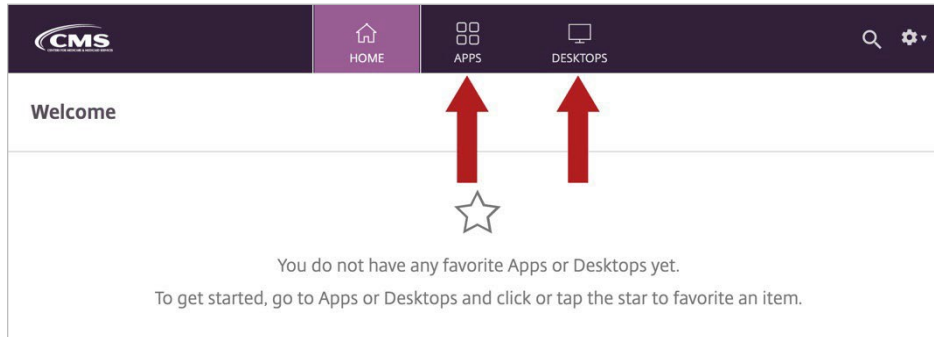 CMS
HOME
APPS
DESKTOPS
Welcome
You do not have any favorite Apps or Desktops yet.
To get started, go to Apps or Desktops and click or tap the star to favorite an item.